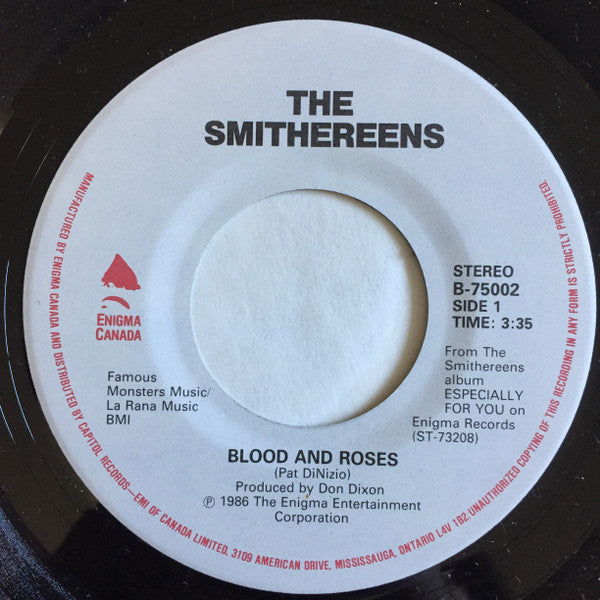 THE
SMITHEREENS
ENIGMA
CANADA
STEREO
B-75002
SIDE 1
TIME: 3:35
Famous
Monsters Music/
La Rana Music
BMI
From The
Smithereens
album
ESPECIALLY
FOR YOU on
Enigma Records
(ST-73208)
BLOOD AND ROSES
(Pat DiNizio)
Produced by Don Dixon
℗ 1986 The Enigma Entertainment
Corporation
MANUFACTURED BY ENIGMA CANADA AND DISTRIBUTED BY CAPITOL RECORDS—EMI OF CANADA LIMITED, 3109 AMERICAN DRIVE, MISSISSAUGA, ONTARIO L4V 1B2. UNAUTHORIZED COPYING OF THIS RECORDING IN ANY FORM IS STRICTLY PROHIBITED.